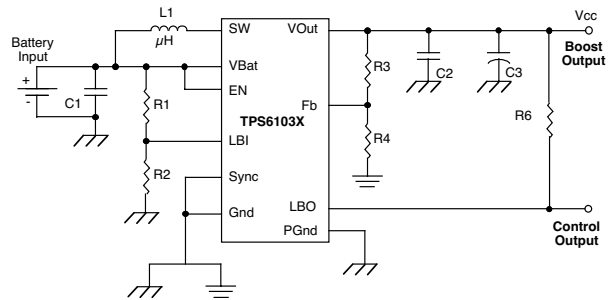 L1
µH
Battery
Input
+
-
C1
R1
R2
SW
VBat
EN
LBI
Sync
Gnd
TPS6103X
VOut
Fb
LBO
PGnd
R3
R4
C2
C3
R6
Vcc
Boost
Output
Control
Output